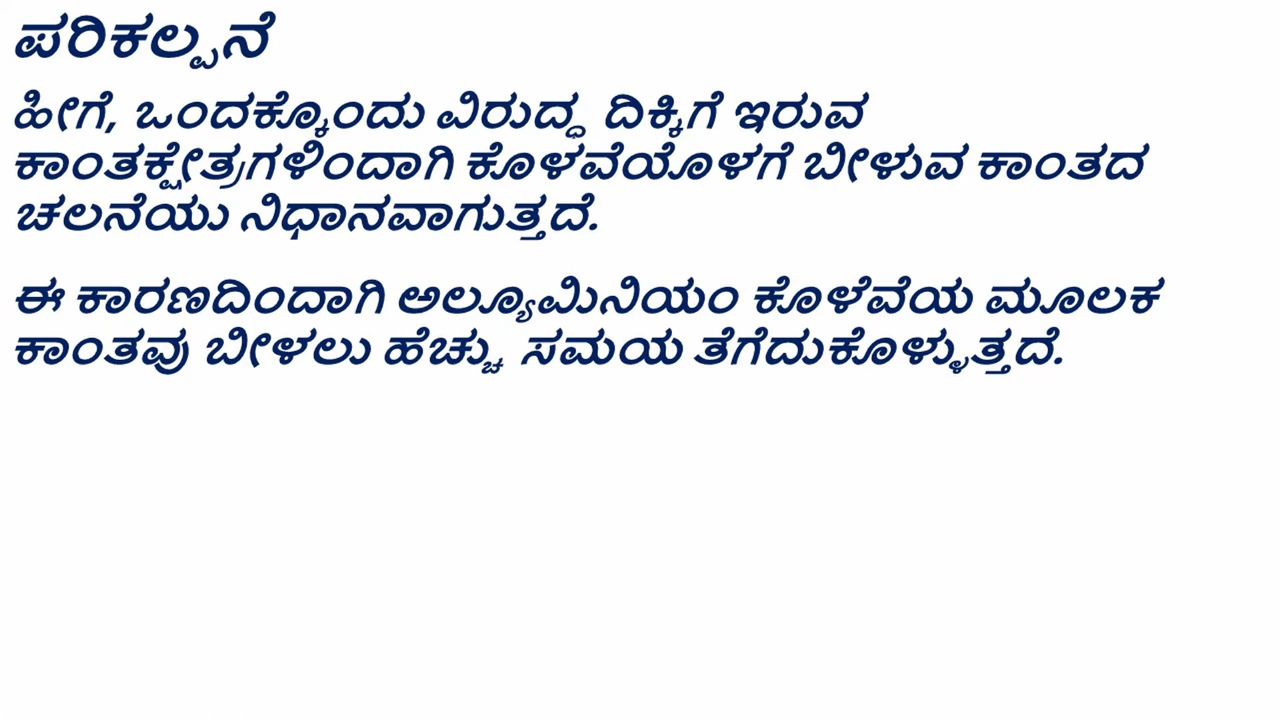 ಪರಿಕಲ್ಪನೆ
ಹೀಗೆ, ಒಂದಕ್ಕೊಂದು ವಿರುದ್ಧ ದಿಕ್ಕಿಗೆ ಇರುವ
ಕಾಂತಕ್ಷೇತ್ರಗಳಿಂದಾಗಿ ಕೊಳವೆಯೊಳಗೆ ಬೀಳುವ ಕಾಂತದ
ಚಲನೆಯು ನಿಧಾನವಾಗುತ್ತದೆ.
ಈ ಕಾರಣದಿಂದಾಗಿ ಅಲ್ಯೂಮಿನಿಯಂ ಕೊಳೆವೆಯ ಮೂಲಕ
ಕಾಂತವು ಬೀಳಲು ಹೆಚ್ಚು ಸಮಯ ತೆಗೆದುಕೊಳ್ಳುತ್ತದೆ.